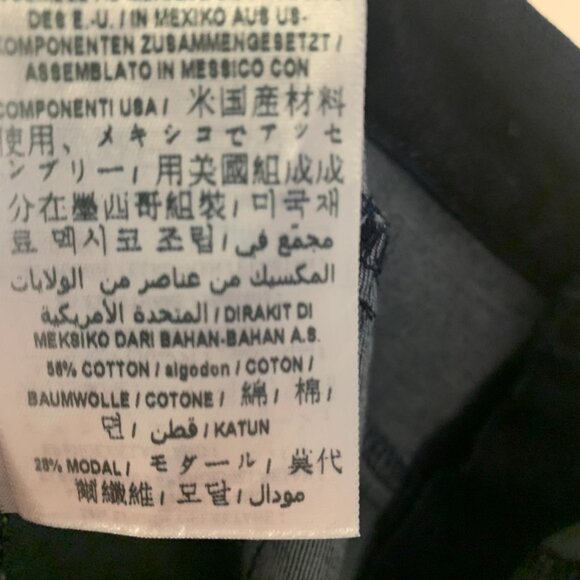 DES E.-U. / IN MEXIKO AUS US-
KOMPONENTEN ZUSAMMENGESETZT /
ASSEMBLATO IN MESSICO CON
COMPONENTI USA / 米国産材料
使用、メキシコでアッセ
ンブリー / 用美國組成成
分在墨西哥組裝 / 미국재
료 멕시코 조립 / مجمّع في
المكسيك من عناصر من الولايات
المتحدة الأمريكية / DIRAKIT DI
MEKSIKO DARI BAHAN-BAHAN A.S.
COTTON / algodon / COTON /
BAUMWOLLE / COTONE / 綿 / 棉 /
면 / قطن / KATUN
MODAL / モダール / 莫代
爾纖維 / 모달 / مودال